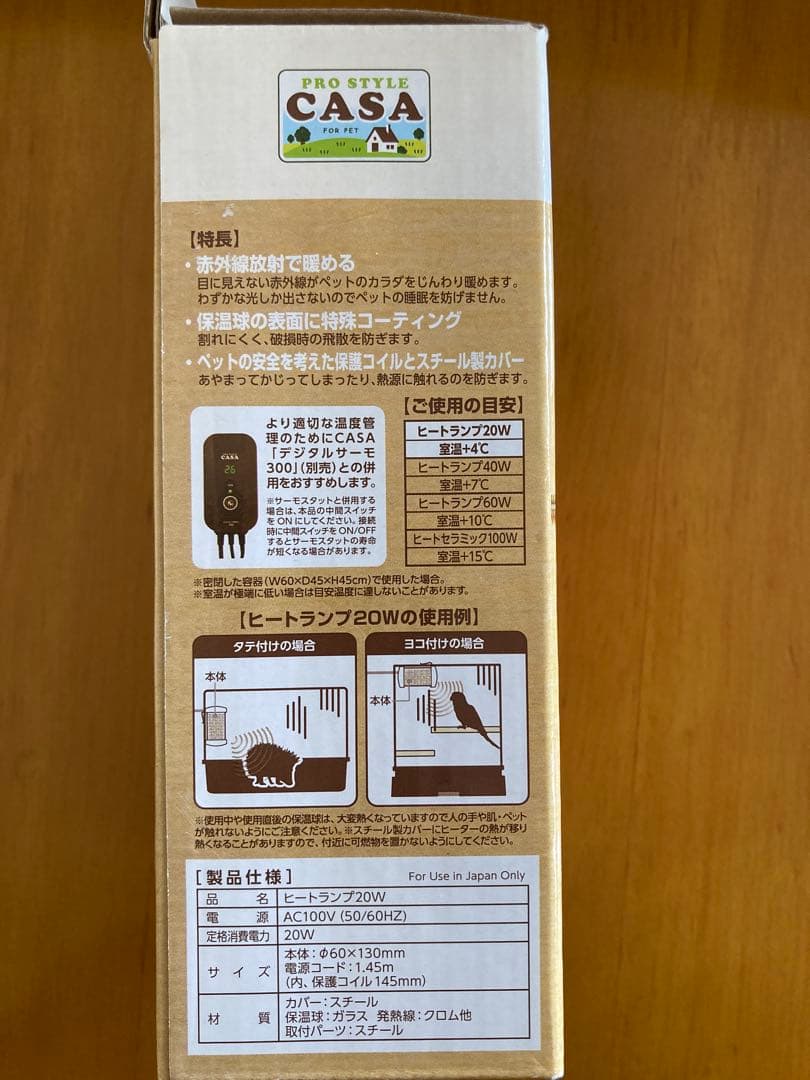 PRO STYLE
CASA
FOR PET
【特長】
・赤外線放射で暖める
目に見えない赤外線がペットのカラダをじんわり暖めます。
わずかな光しか出さないのでペットの睡眠を妨げません。
・保温球の表面に特殊コーティング
割れにくく、破損時の飛散を防ぎます。
・ペットの安全を考えた保護コイルとスチール製カバー
あやまってかじってしまったり、熱源に触れるのを防ぎます。
CASA
26
より適切な温度管
理のためにCASA
「デジタルサーモ
300」(別売)との併
用をおすすめします。
※サーモスタットと併用する
場合は、本品の中間スイッチ
をONにしてください。接続
時に中間スイッチをON/OFF
するとサーモスタットの寿命
が短くなる場合があります。
【ご使用の目安】
ヒートランプ20W
室温+4℃
ヒートランプ40W
室温+7℃
ヒートランプ60W
室温+10℃
ヒートセラミック100W
室温+15℃
※密閉した容器(W60×D45×H45cm)で使用した場合。
※室温が極端に低い場合は目安温度に達しないことがあります。
【ヒートランプ20Wの使用例】
タテ付けの場合
本体
ヨコ付けの場合
本体
※使用中や使用直後の保温球は、大変熱くなっていますので人の手や肌・ペット
が触れないようにご注意ください。※スチール製カバーにヒーターの熱が移り
熱くなることがありますので、付近に可燃物を置かないようにしてください。
[製品仕様]
For Use in Japan Only
品名 ヒートランプ20W
電源 AC100V (50/60HZ)
定格消費電力 20W
サイズ 本体:φ60×130mm
電源コード:1.45m
(内、保護コイル145mm)
材質 カバー:スチール
保温球:ガラス 発熱線:クロム他
取付パーツ:スチール